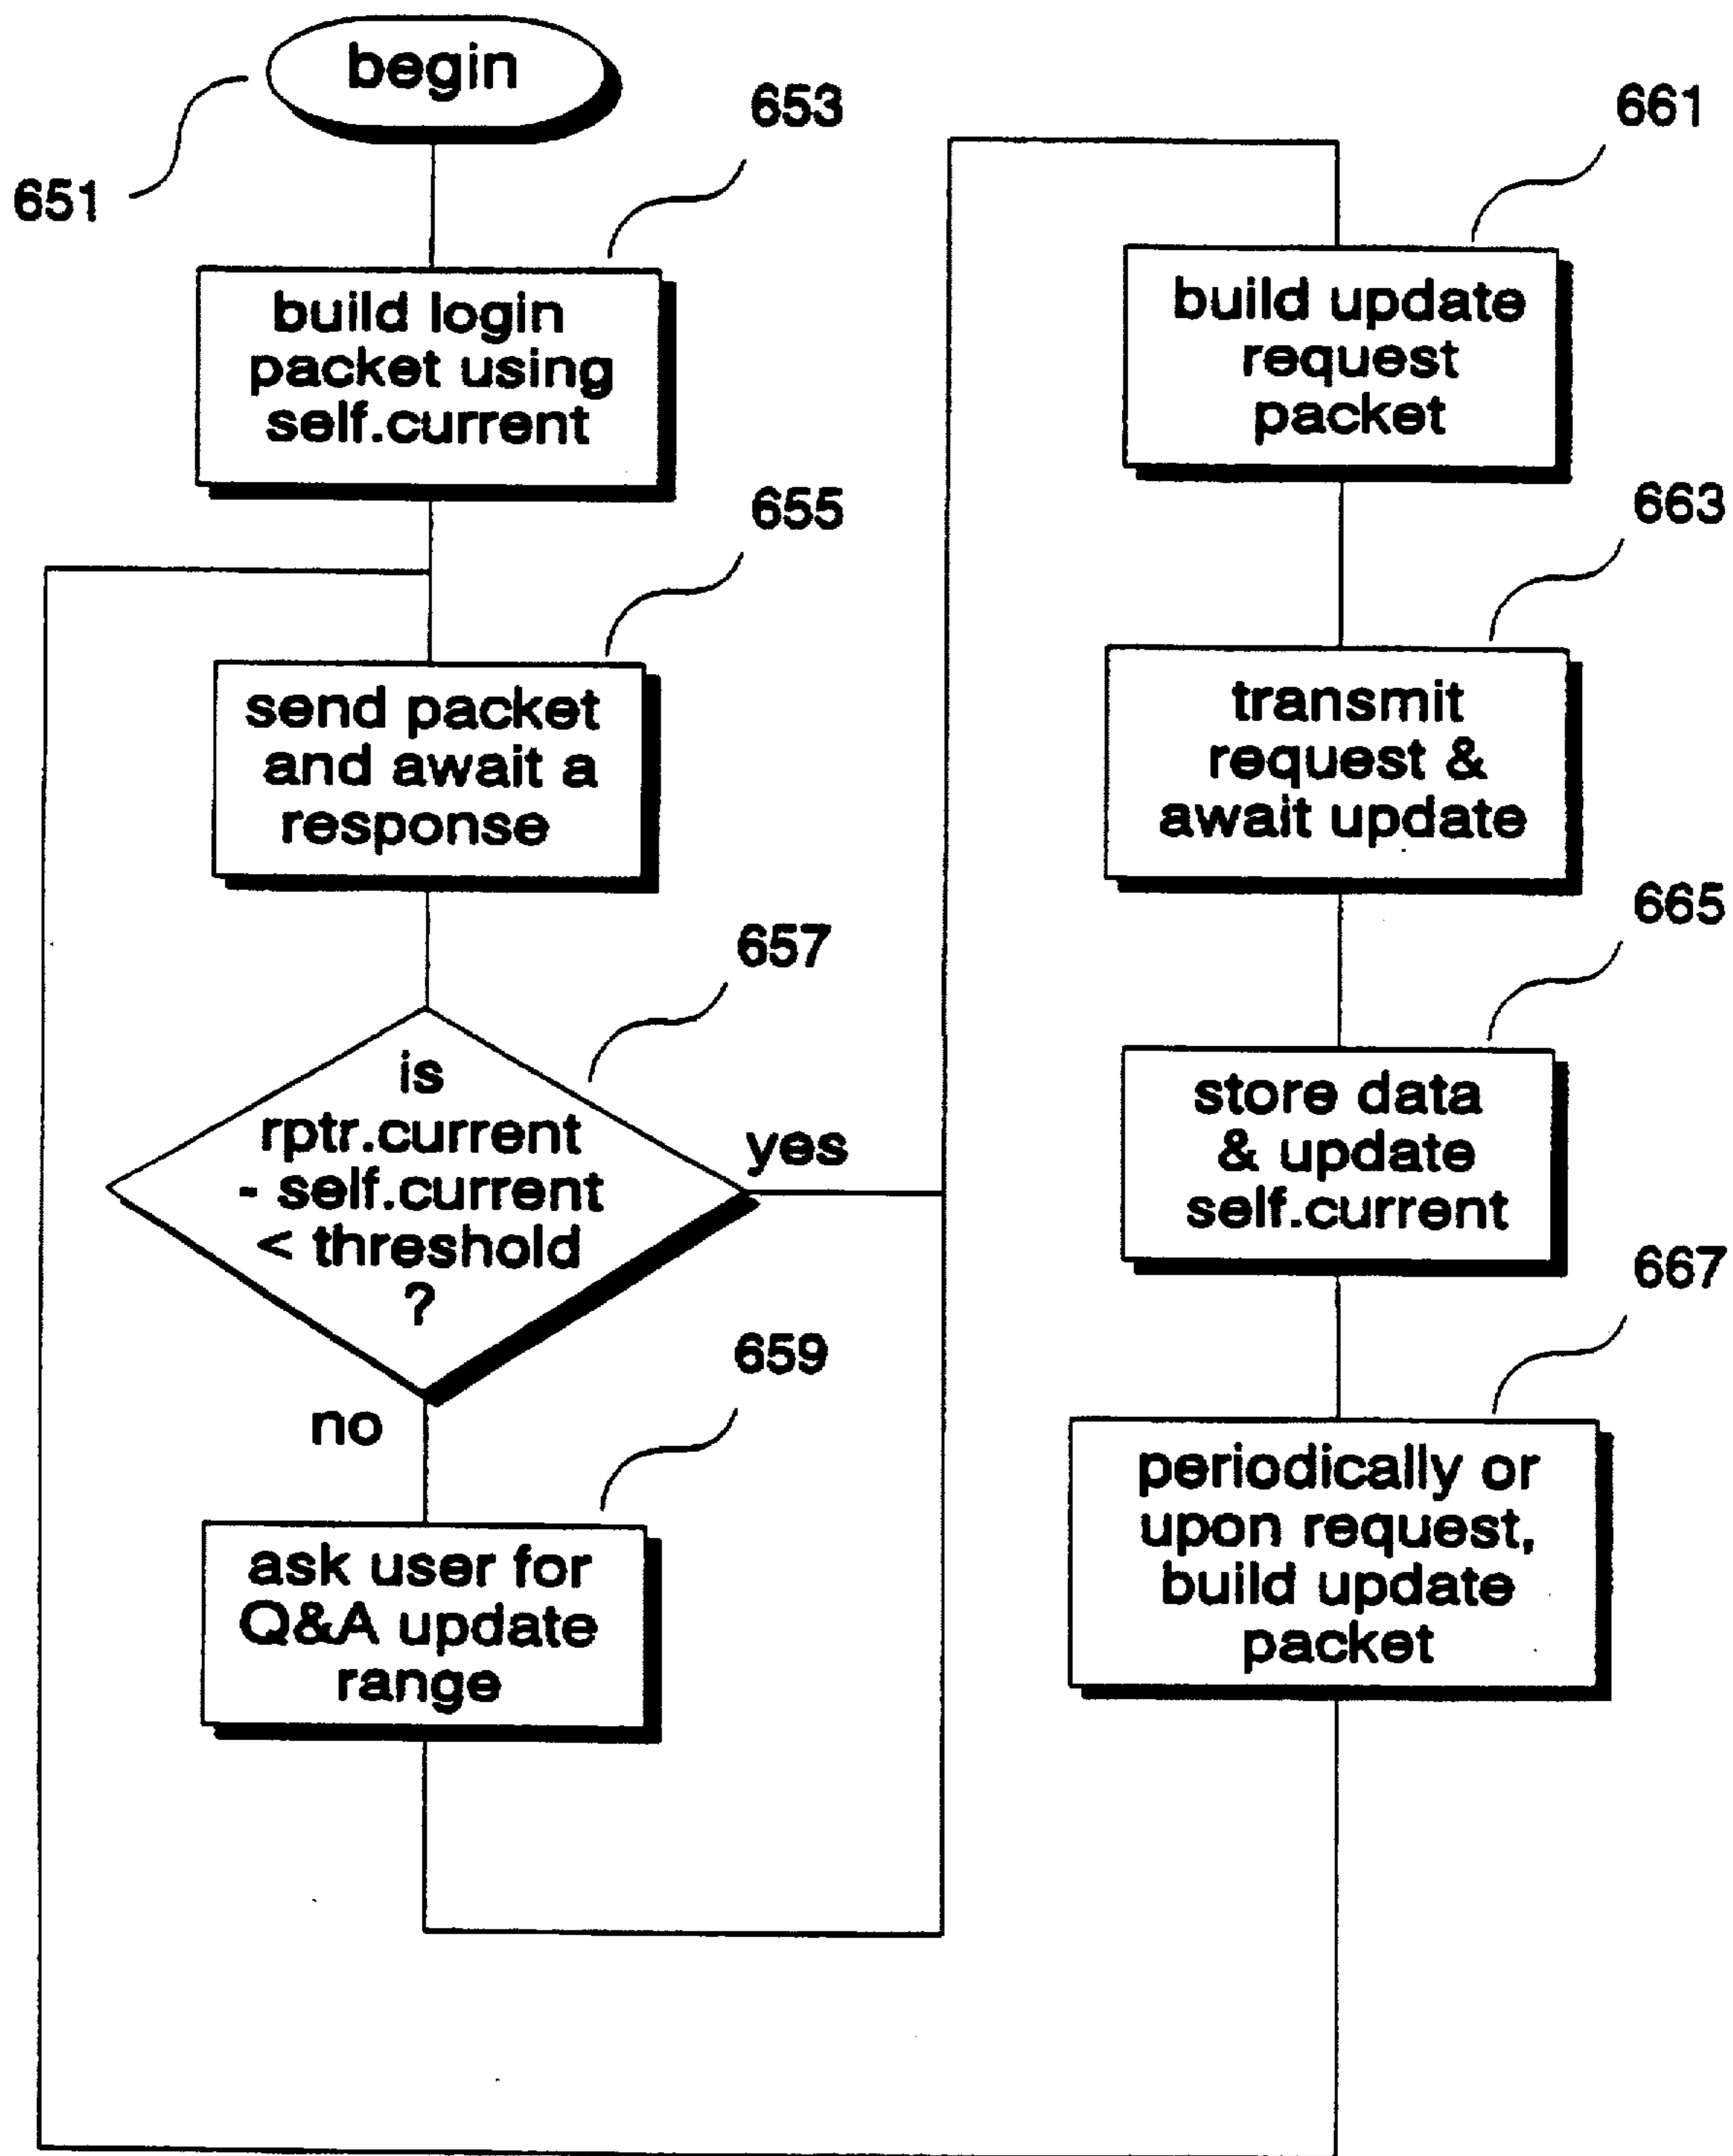 begin
651
653
build login
packet using
self.current
655
send packet
and await a
response
657
is
rptr.current
- self.current
< threshold
?
yes
no
659
ask user for
Q&A update
range
661
build update
request
packet
663
transmit
request &
await update
665
store data
& update
self.current
667
periodically or
upon request,
build update
packet